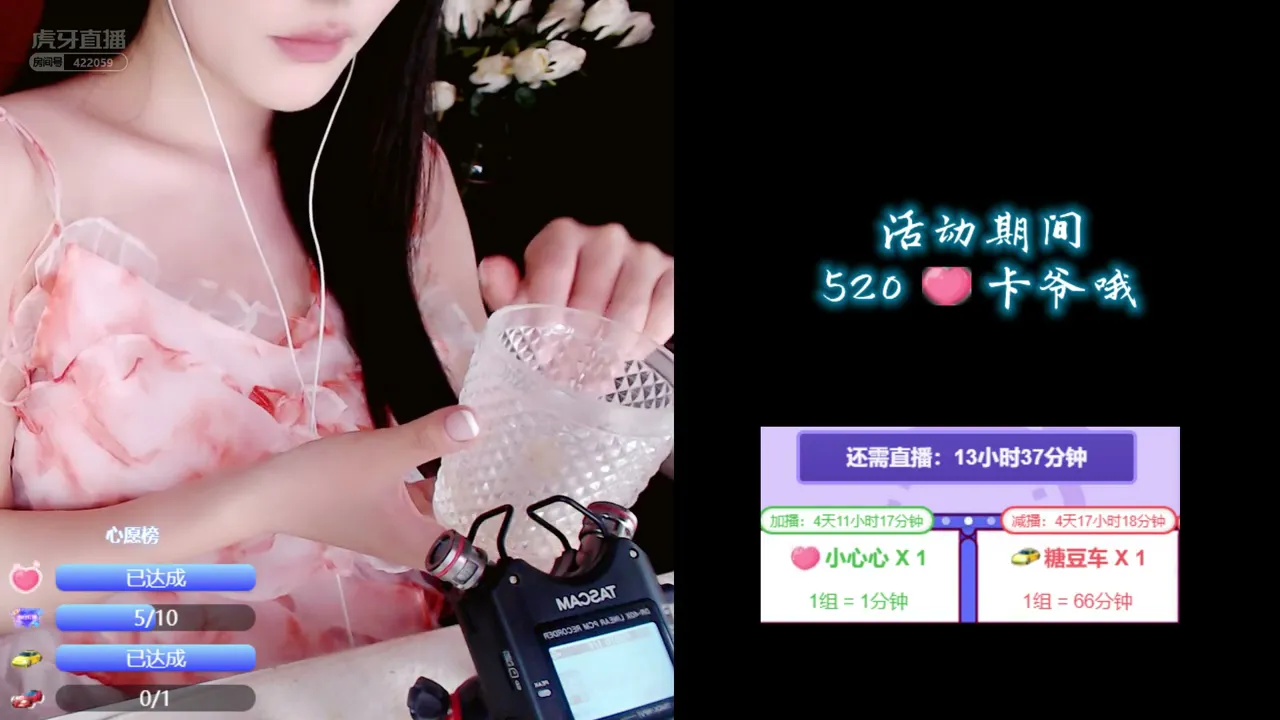 虎牙直播
房间号 422059
活动期间
520 卡爷哦
还需直播：13小时37分钟
加播：4天11小时17分钟
减播：4天17小时18分钟
小心心 X 1
糖豆车 X 1
1组 = 1分钟
1组 = 66分钟
心愿榜
已达成
5/10
已达成
0/1
TASCAM
LINEAR PCM RECORDER
PEAK